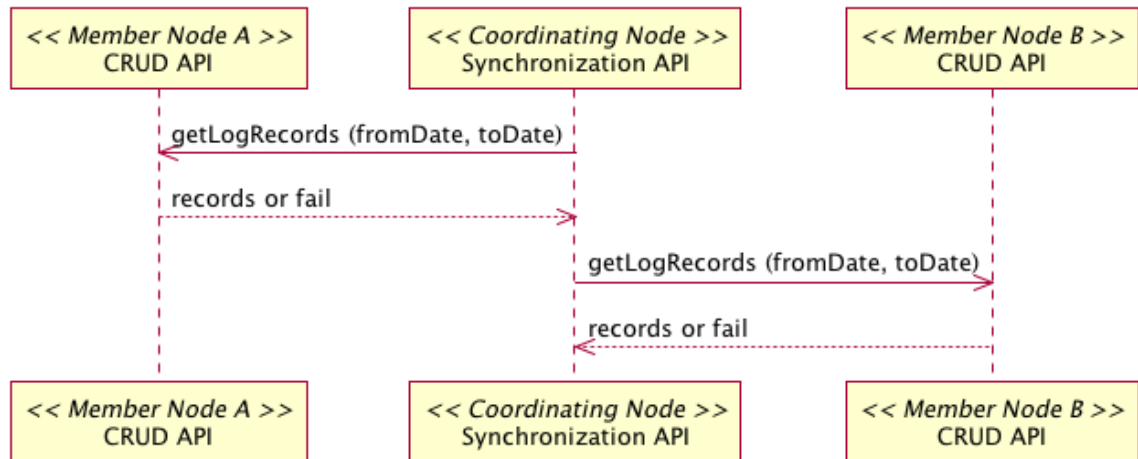 << Member Node A >>
CRUD API
<< Coordinating Node >>
Synchronization API
<< Member Node B >>
CRUD API
getLogRecords (fromDate, toDate)
records or fail
getLogRecords (fromDate, toDate)
records or fail
<< Member Node A >>
CRUD API
<< Coordinating Node >>
Synchronization API
<< Member Node B >>
CRUD API